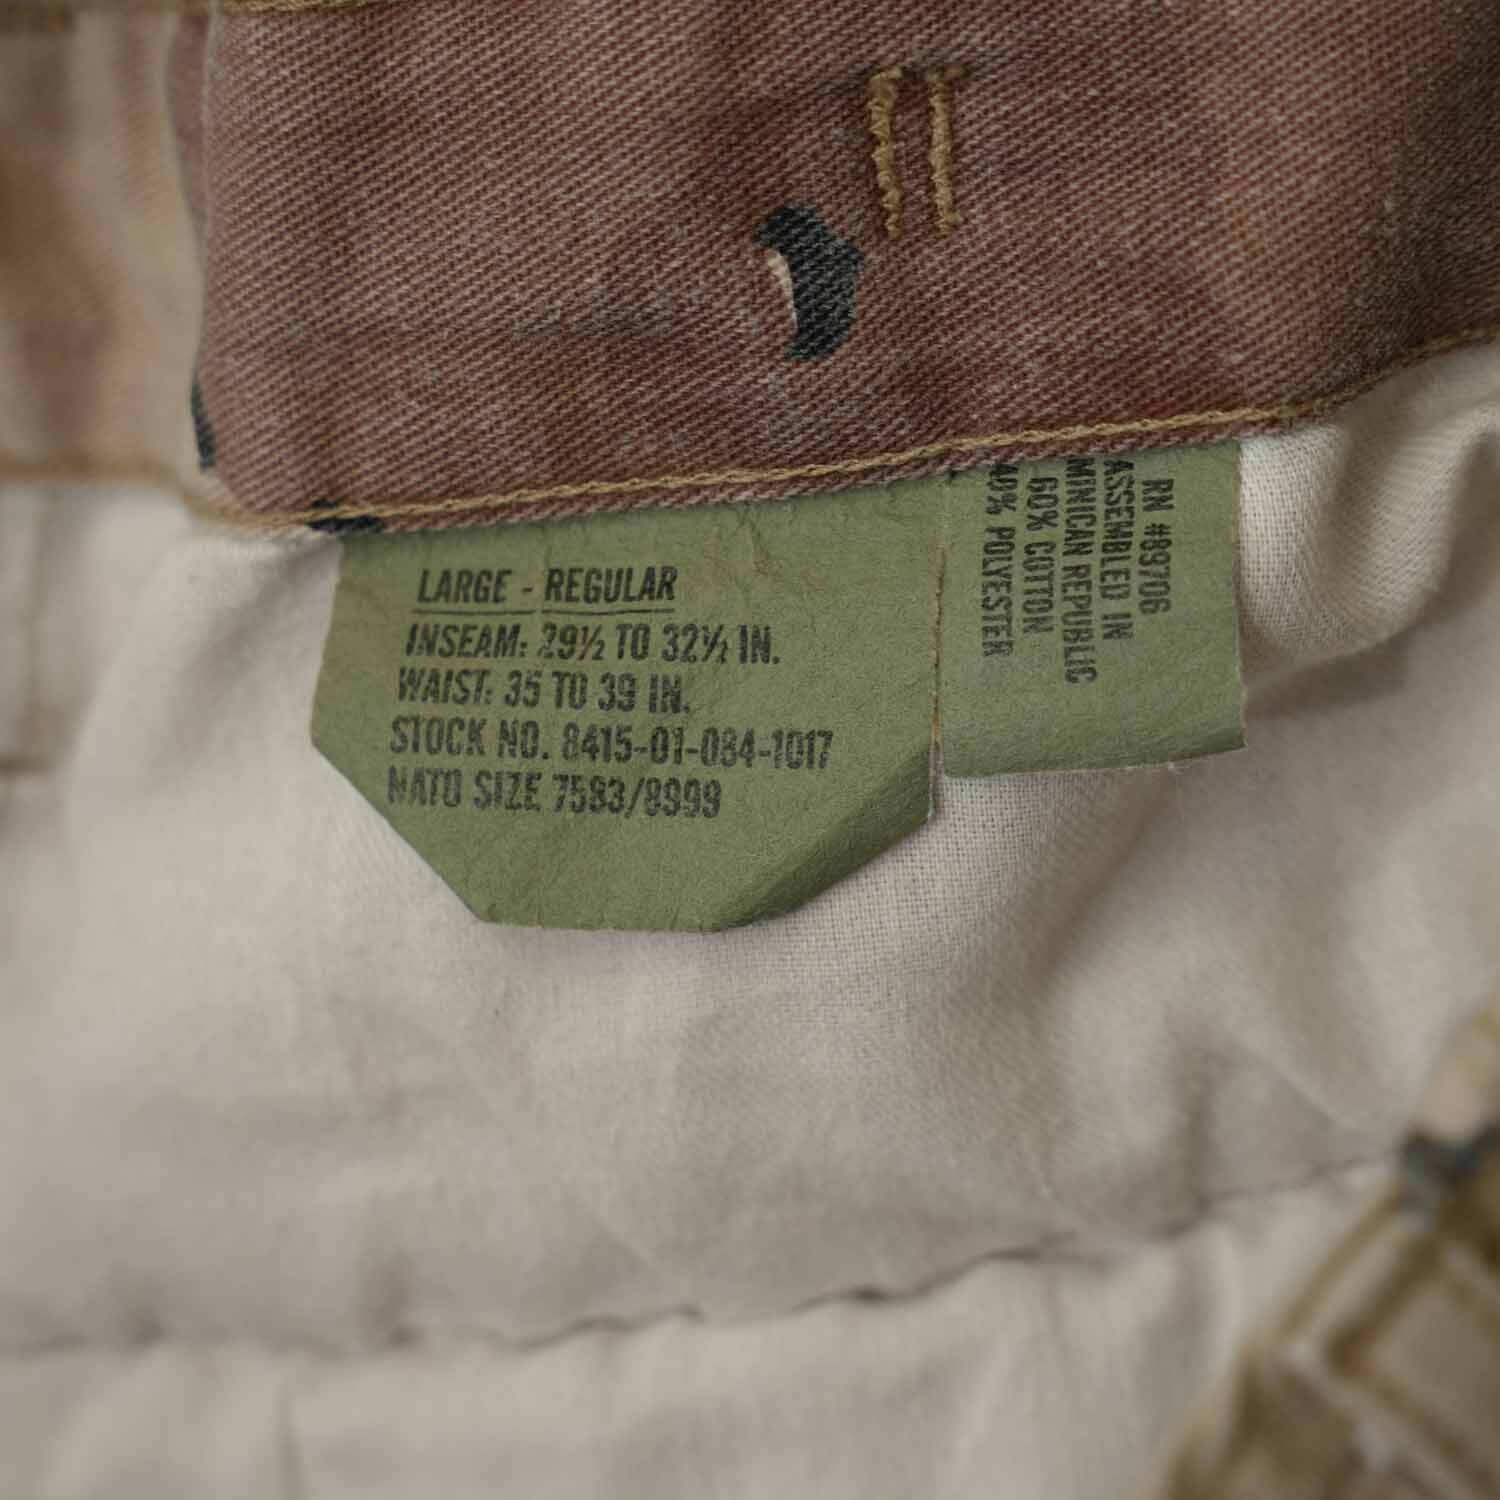 LARGE - REGULAR
INSEAM: 29½ TO 32½ IN.
WAIST: 35 TO 39 IN.
STOCK NO. 8415-01-084-1017
NATO SIZE 7583/8999
RN #89706
ASSEMBLED IN
MINICAN REPUBLIC
60% COTTON
40% POLYESTER